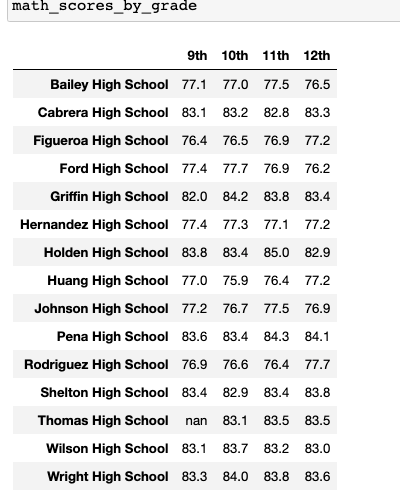 math_scores_by_grade
9th 10th 11th 12th
Bailey High School 77.1 77.0 77.5 76.5
Cabrera High School 83.1 83.2 82.8 83.3
Figueroa High School 76.4 76.5 76.9 77.2
Ford High School 77.4 77.7 76.9 76.2
Griffin High School 82.0 84.2 83.8 83.4
Hernandez High School 77.4 77.3 77.1 77.2
Holden High School 83.8 83.4 85.0 82.9
Huang High School 77.0 75.9 76.4 77.2
Johnson High School 77.2 76.7 77.5 76.9
Pena High School 83.6 83.4 84.3 84.1
Rodriguez High School 76.9 76.6 76.4 77.7
Shelton High School 83.4 82.9 83.4 83.8
Thomas High School nan 83.1 83.5 83.5
Wilson High School 83.1 83.7 83.2 83.0
Wright High School 83.3 84.0 83.8 83.6